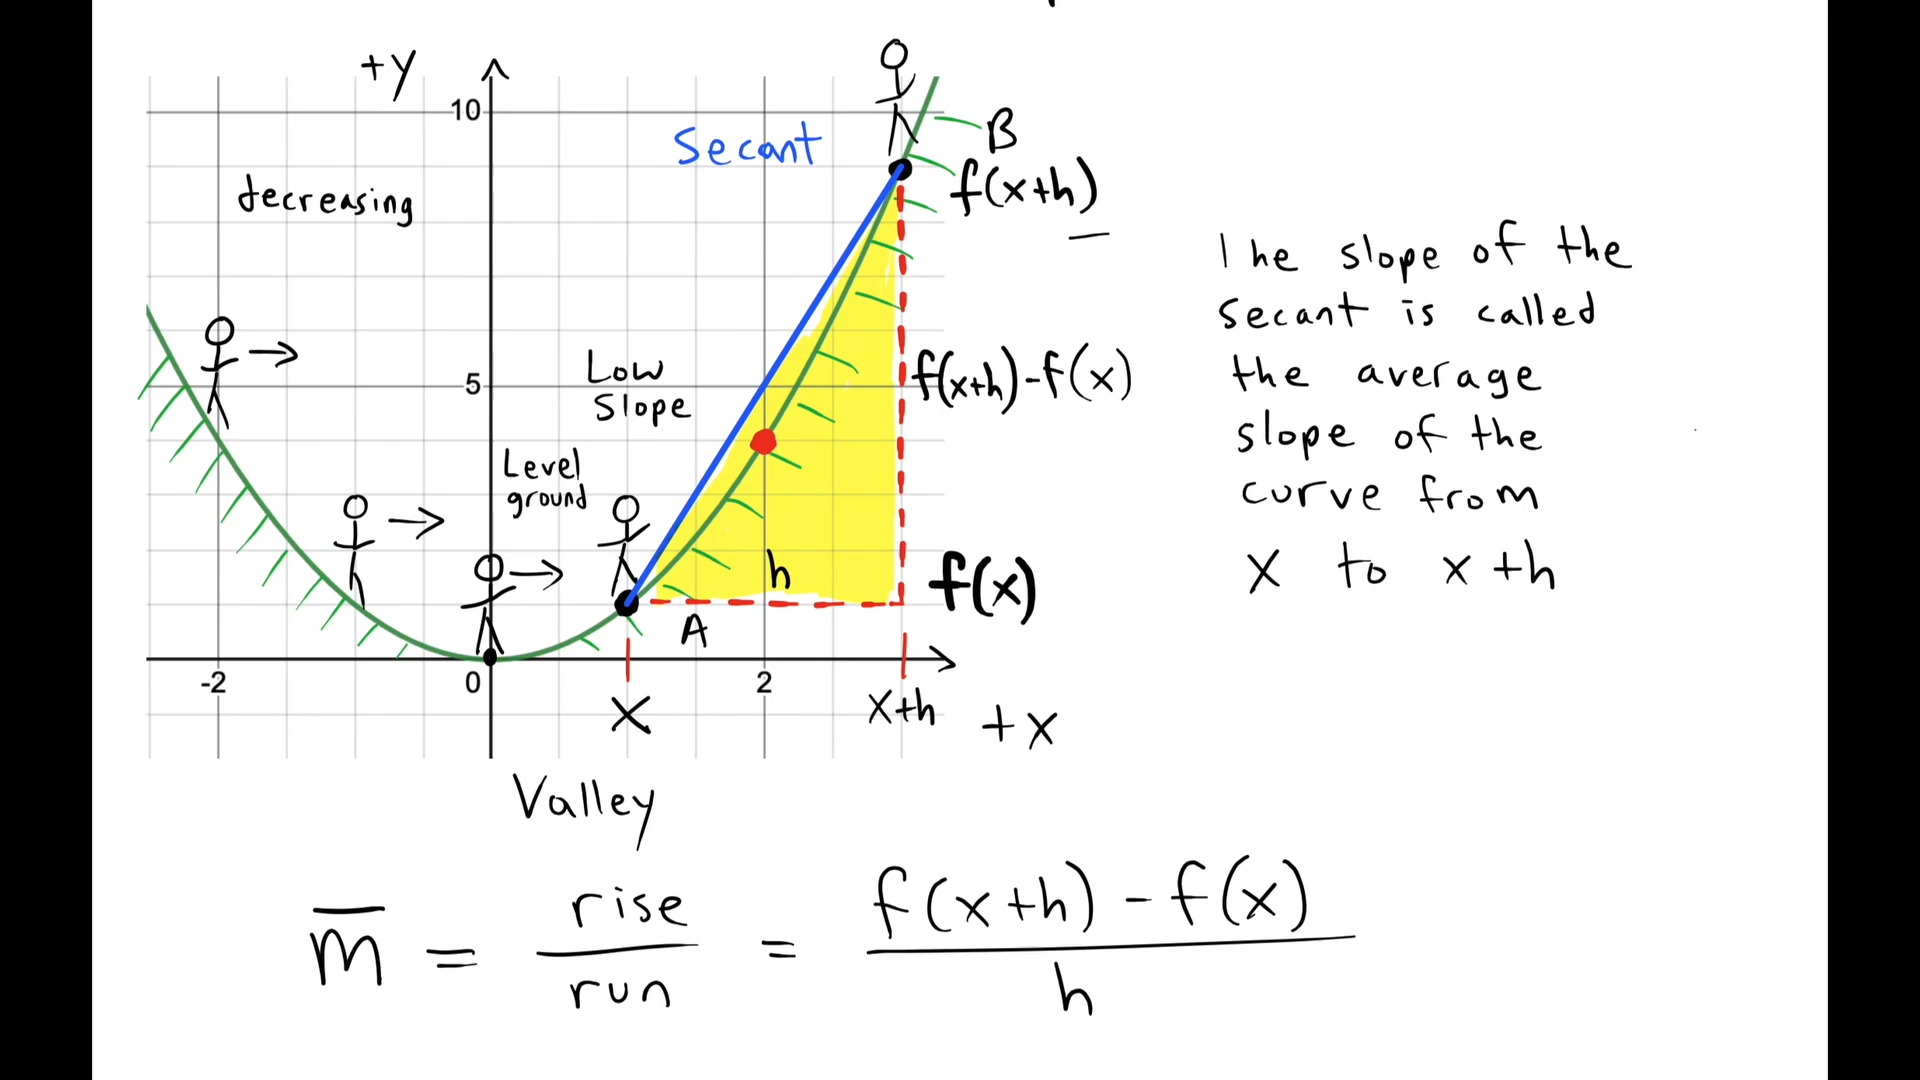 +y
10
Secant
B
f(x+h)
decreasing
The slope of the
secant is called
the average
slope of the
curve from
x to x+h
5
Low
Slope
f(x+h)-f(x)
Level
ground
h
f(x)
A
-2
0
2
x
x+h
+x
Valley
m̅ = rise/run = f(x+h) - f(x)/h